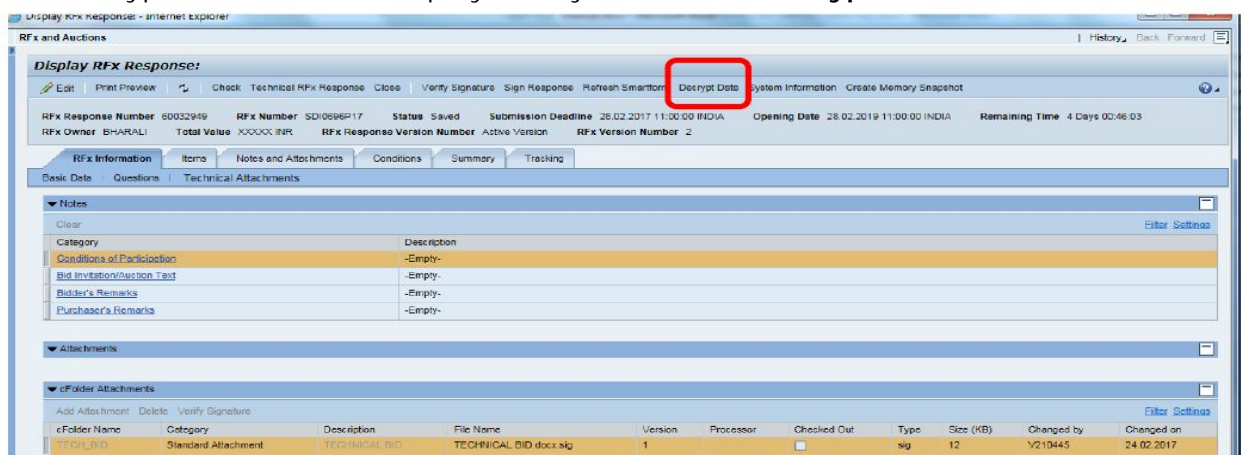 Display RFx Response: - Internet Explorer
RFx and Auctions | History Back Forward
Display RFx Response:
Edit Print Preview Check Technical RFx Response Close Verify Signature Sign Response Refresh Smartform Decrypt Data System Information Create Memory Snapshot
RFx Response Number 60032949 RFx Number SDI0696P17 Status Saved Submission Deadline 28.02.2017 11:00:00 INDIA Opening Date 28.02.2019 11:00:00 INDIA Remaining Time 4 Days 00:46:03
RFx Owner BHARALI Total Value XXXXX INR RFx Response Version Number Active Version RFx Version Number 2
RFx Information Items Notes and Attachments Conditions Summary Tracking
Basic Data Questions Technical Attachments
Notes
Clear Filter Settings
Category Description
Conditions of Participation -Empty-
Bid Invitation/Auction Text -Empty-
Bidder's Remarks -Empty-
Purchaser's Remarks -Empty-
Attachments
cFolder Attachments
Add Attachment Delete Verify Signature Filter Settings
cFolder Name Category Description File Name Version Processor Checked Out Type Size (KB) Changed by Changed on
TECH_BID Standard Attachment TECHNICAL BID TECHNICAL BID.docx.sig 1 sig 12 V210445 24.02.2017